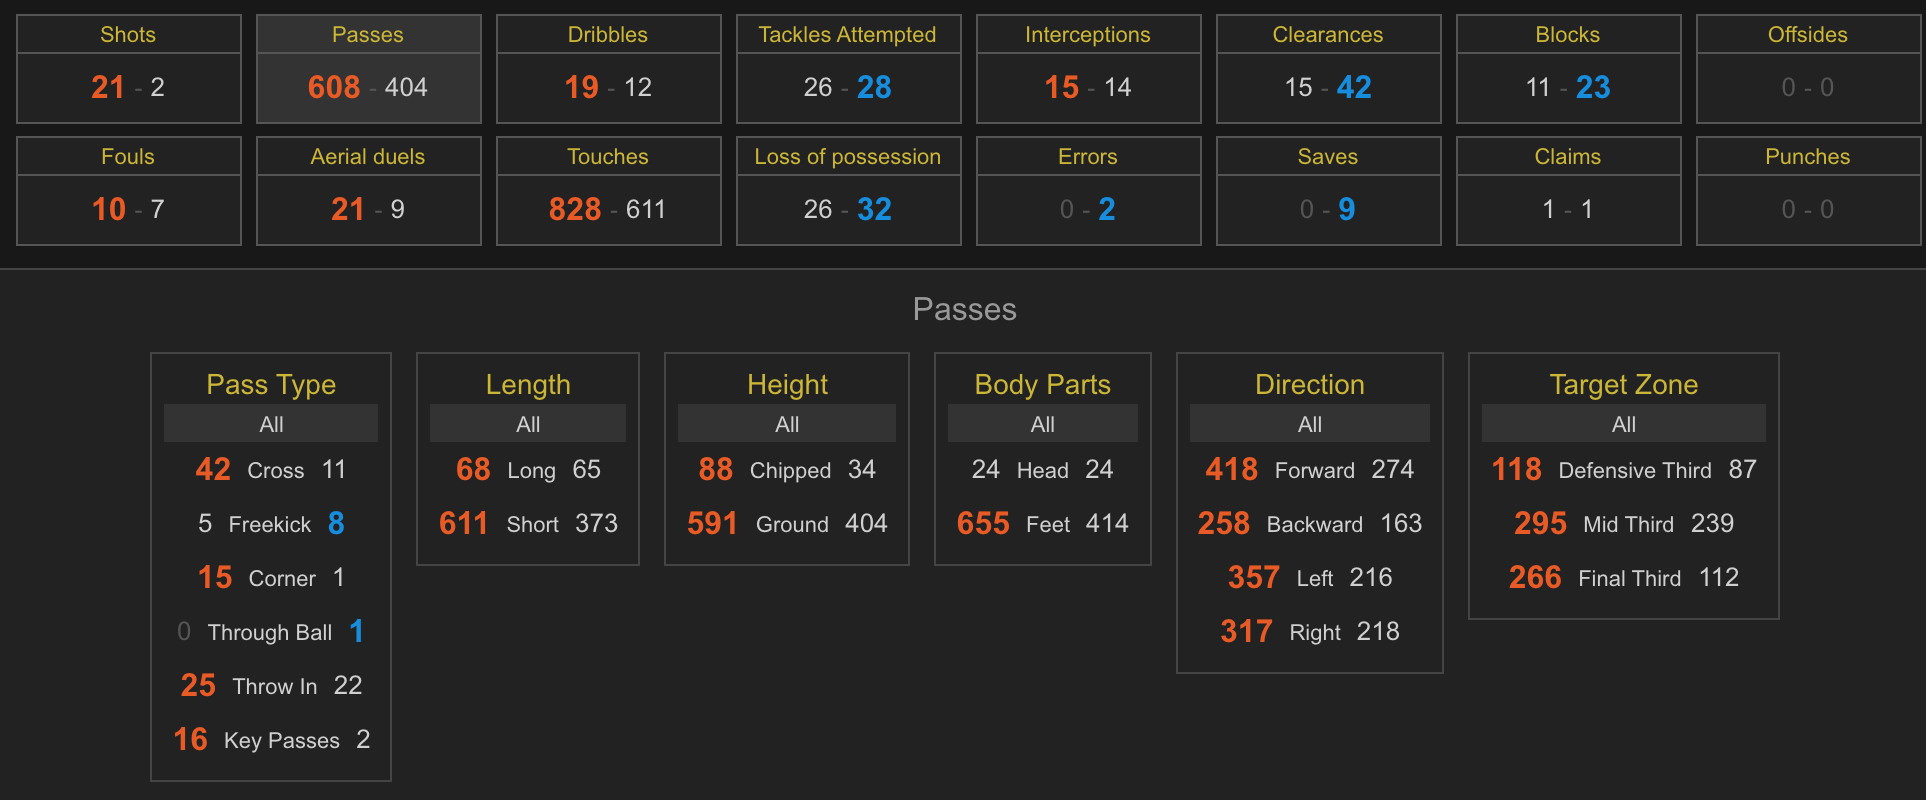 Shots Passes Dribbles Tackles Attempted Interceptions Clearances Blocks Offsides
21 - 2 608 - 404 19 - 12 26 - 28 15 - 14 15 - 42 11 - 23 0 - 0
Fouls Aerial duels Touches Loss of possession Errors Saves Claims Punches
10 - 7 21 - 9 828 - 611 26 - 32 0 - 2 0 - 9 1 - 1 0 - 0
Passes
Pass Type
All
42 Cross 11
5 Freekick 8
15 Corner 1
0 Through Ball 1
25 Throw In 22
16 Key Passes 2
Length
All
68 Long 65
611 Short 373
Height
All
88 Chipped 34
591 Ground 404
Body Parts
All
24 Head 24
655 Feet 414
Direction
All
418 Forward 274
258 Backward 163
357 Left 216
317 Right 218
Target Zone
All
118 Defensive Third 87
295 Mid Third 239
266 Final Third 112